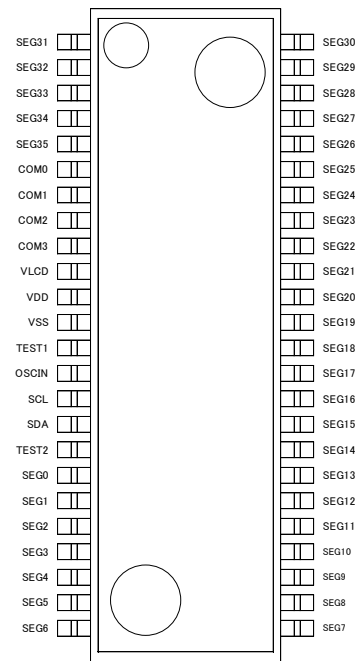 SEG31 SEG30
SEG32 SEG29
SEG33 SEG28
SEG34 SEG27
SEG35 SEG26
COM0 SEG25
COM1 SEG24
COM2 SEG23
COM3 SEG22
VLCD SEG21
VDD SEG20
VSS SEG19
TEST1 SEG18
OSCIN SEG17
SCL SEG16
SDA SEG15
TEST2 SEG14
SEG0 SEG13
SEG1 SEG12
SEG2 SEG11
SEG3 SEG10
SEG4 SEG9
SEG5 SEG8
SEG6 SEG7